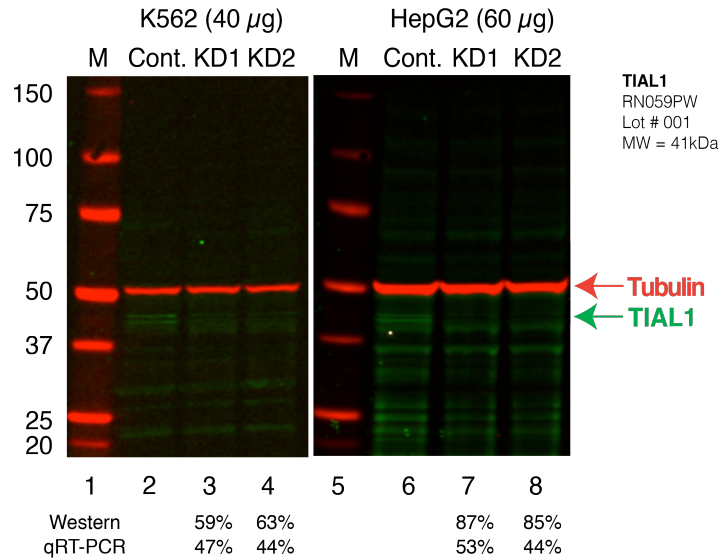 K562 (40 µg) HepG2 (60 µg)
M Cont. KD1 KD2 M Cont. KD1 KD2
TIAL1
RN059PW
Lot # 001
MW = 41kDa
150
100
75
50
37
25
20
Tubulin
TIAL1
1 2 3 4 5 6 7 8
Western 59% 63% 87% 85%
qRT-PCR 47% 44% 53% 44%